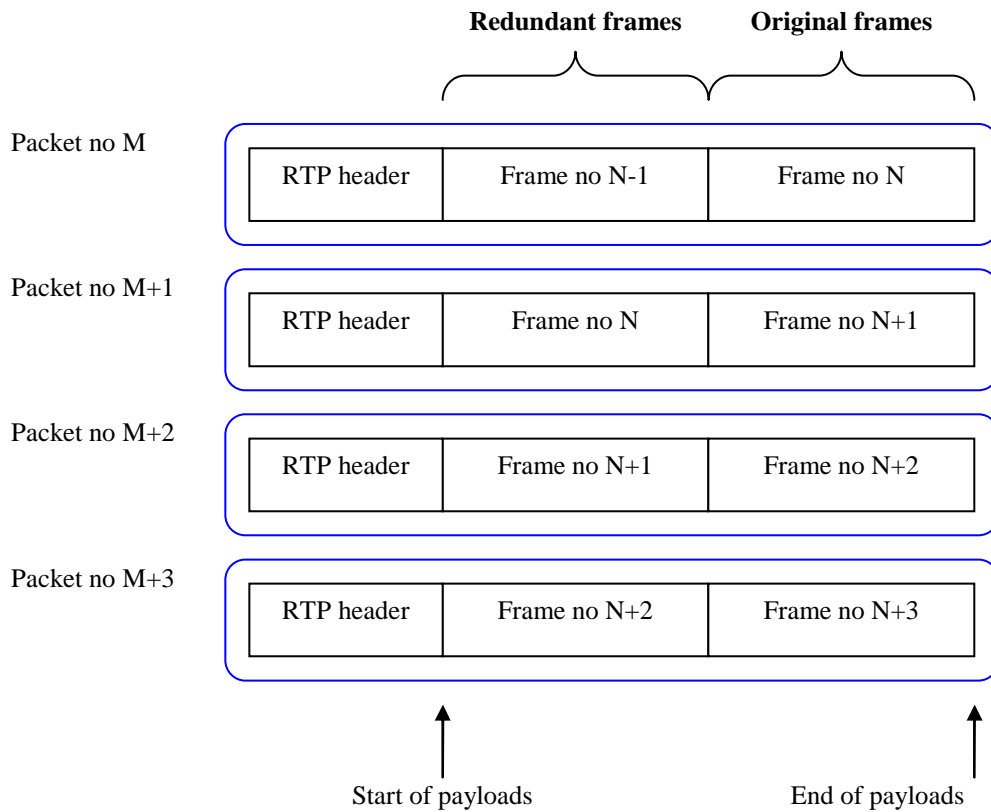 Redundant frames Original frames
Packet no M
RTP header Frame no N-1 Frame no N
Packet no M+1
RTP header Frame no N Frame no N+1
Packet no M+2
RTP header Frame no N+1 Frame no N+2
Packet no M+3
RTP header Frame no N+2 Frame no N+3
Start of payloads End of payloads